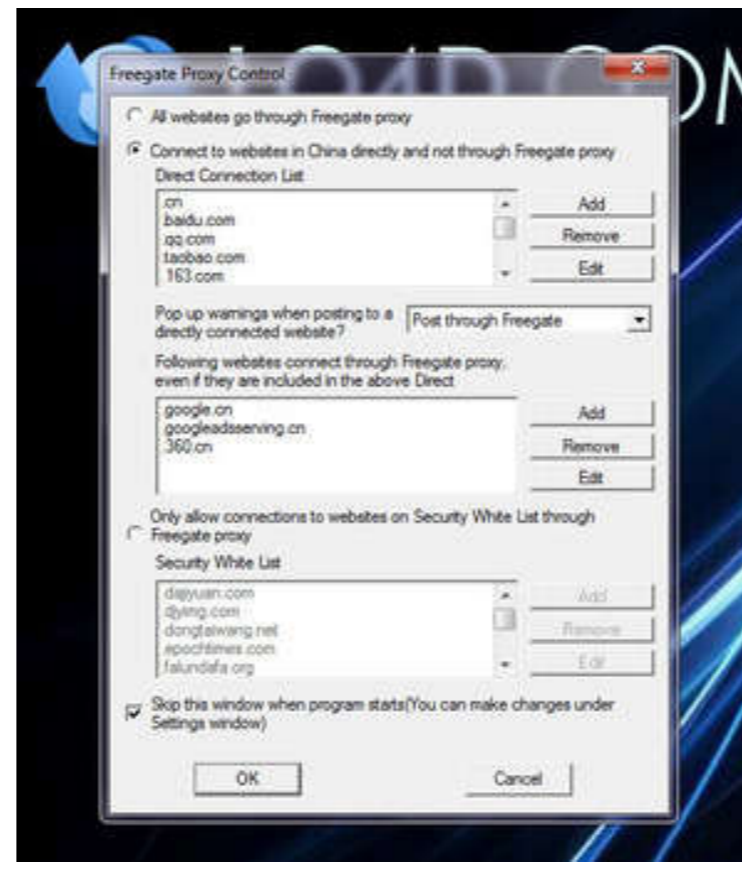 LOAD.COM
Freegate Proxy Control
All websites go through Freegate proxy
Connect to websites in China directly and not through Freegate proxy
Direct Connection List
.cn
.baidu.com
.qq.com
.taobao.com
.163.com
Add
Remove
Edit
Pop up warnings when posting to a
directly connected website?
Post through Freegate
Following websites connect through Freegate proxy,
even if they are included in the above Direct
google.cn
googleadsserving.cn
.360.cn
Add
Remove
Edit
Only allow connections to websites on Security White List through
Freegate proxy
Security White List
dajiyuan.com
djyimg.com
dongtaiwang.net
epochtimes.com
falundafa.org
Add
Remove
Edit
Skip this window when program starts(You can make changes under
Settings window)
OK
Cancel